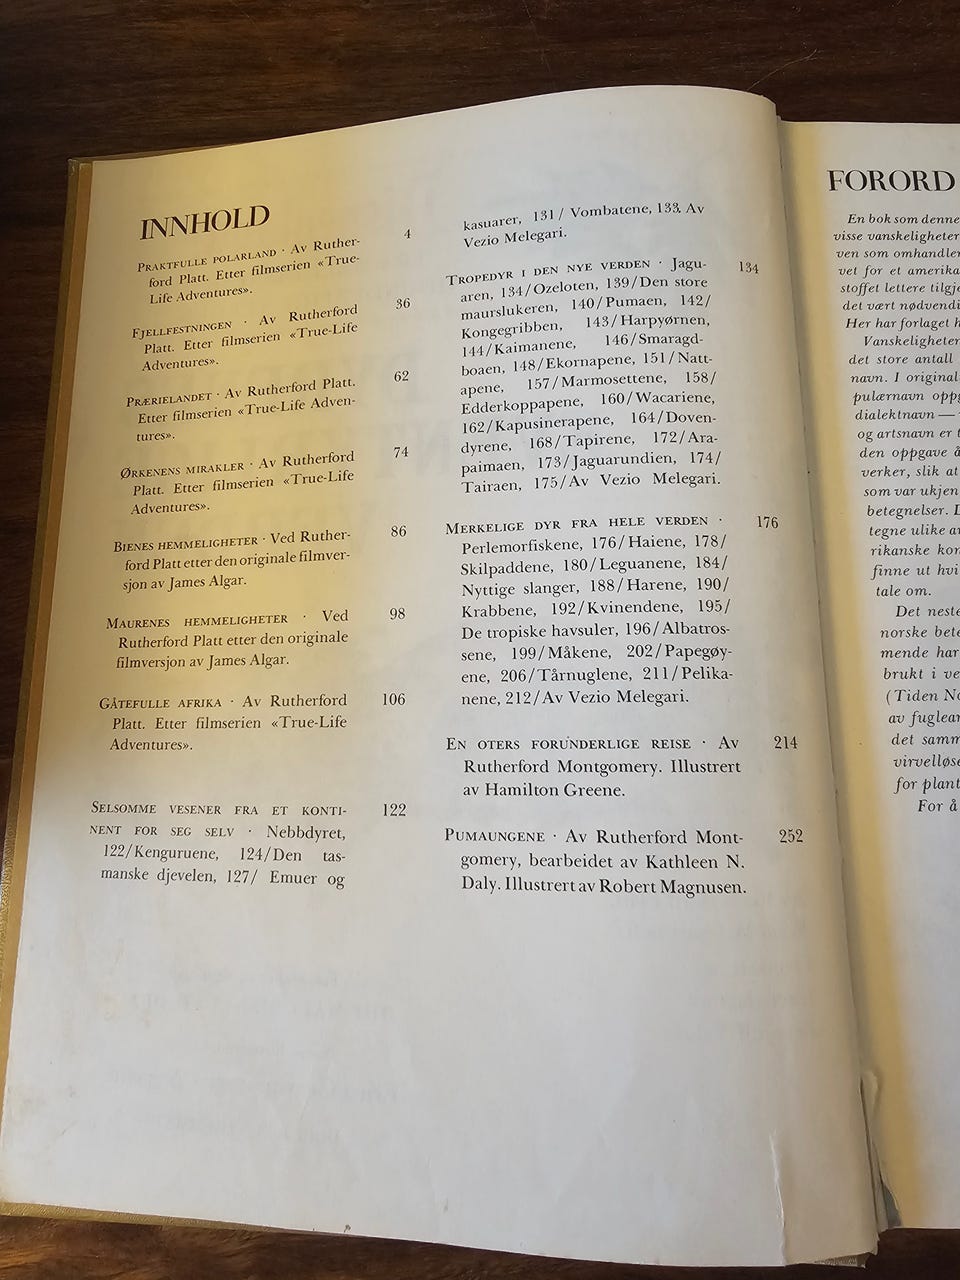 INNHOLD
PRAKTFULLE POLARLAND · Av Ruther- 4
ford Platt. Etter filmserien «True-
Life Adventures».
FJELLFESTNINGEN · Av Rutherford 36
Platt. Etter filmserien «True-Life
Adventures».
PRÆRIELANDET · Av Rutherford Platt. 62
Etter filmserien «True-Life Adven-
tures».
ØRKENENS MIRAKLER · Av Rutherford 74
Platt. Etter filmserien «True-Life
Adventures».
BIENES HEMMELIGHETER · Ved Ruther- 86
ford Platt etter den originale filmver-
sjon av James Algar.
MAURENES HEMMELIGHETER · Ved 98
Rutherford Platt etter den originale
filmversjon av James Algar.
GÅTEFULLE AFRIKA · Av Rutherford 106
Platt. Etter filmserien «True-Life
Adventures».
SELSOMME VESENER FRA ET KONTI- 122
NENT FOR SEG SELV · Nebbdyret,
122/Kenguruene, 124/Den tas-
manske djevelen, 127/ Emuer og
kasuarer, 131/ Vombatene, 133. Av
Vezio Melegari.
TROPEDYR I DEN NYE VERDEN · Jagu- 134
aren, 134/Ozeloten, 139/Den store
maurslukeren, 140/Pumaen, 142/
Kongegribben, 143/Harpyørnen,
144/Kaimanene, 146/Smaragd-
boaen, 148/Ekornapene, 151/Natt-
apene, 157/Marmosettene, 158/
Edderkoppapene, 160/Wacariene,
162/Kapusinerapene, 164/Doven-
dyrene, 168/Tapirene, 172/Ara-
paimaen, 173/Jaguarundien, 174/
Tairaen, 175/Av Vezio Melegari.
MERKELIGE DYR FRA HELE VERDEN · 176
Perlemorfiskene, 176/Haiene, 178/
Skilpaddene, 180/Leguanene, 184/
Nyttige slanger, 188/Harene, 190/
Krabbene, 192/Kvinendene, 195/
De tropiske havsuler, 196/Albatros-
sene, 199/Måkene, 202/Papegøy-
ene, 206/Tårnuglene, 211/Pelika-
nene, 212/Av Vezio Melegari.
EN OTERS FORUNDERLIGE REISE · Av 214
Rutherford Montgomery. Illustrert
av Hamilton Greene.
PUMAUNGENE · Av Rutherford Mont- 252
gomery, bearbeidet av Kathleen N.
Daly. Illustrert av Robert Magnusen.
FORORD
En bok som denne
visse vanskeligheter
ven som omhandler
vet for et amerika
stoffet lettere tilgje
det vært nødvendi
Her har forlaget h
Vanskeligheter
det store antall
navn. I original
pulærnavn oppg
dialektnavn —
og artsnavn er t
den oppgave å
verker, slik at
som var ukjen
betegnelser. D
tegne ulike ar
rikanske kon
finne ut hvi
tale om.
Det neste
norske bete
mende har
brukt i ve
(Tiden No
av fuglear
det samm
virvelløse
for plant
For å